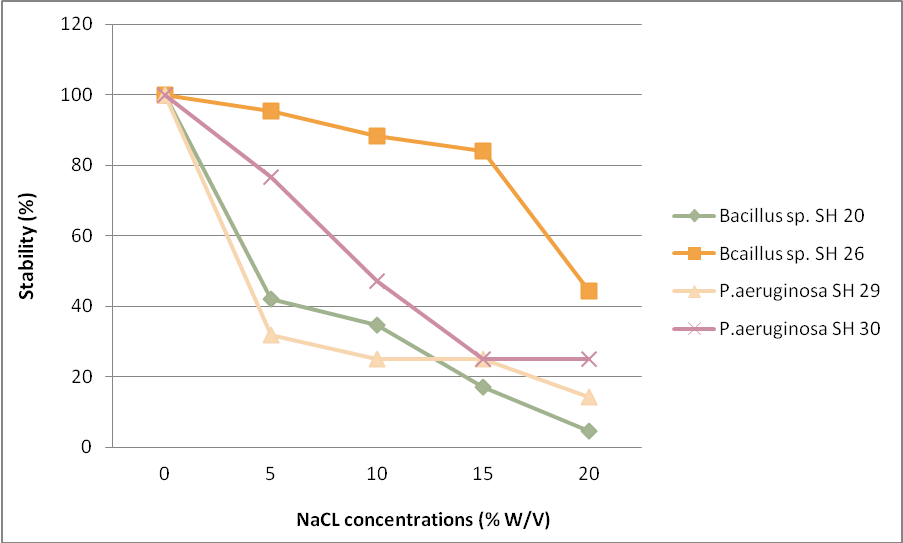 120
100
80
60
40
20
0
Stability (%)
0 5 10 15 20
NaCL concentrations (% W/V)
Bacillus sp. SH 20
Bcaillus sp. SH 26
P.aeruginosa SH 29
P.aeruginosa SH 30